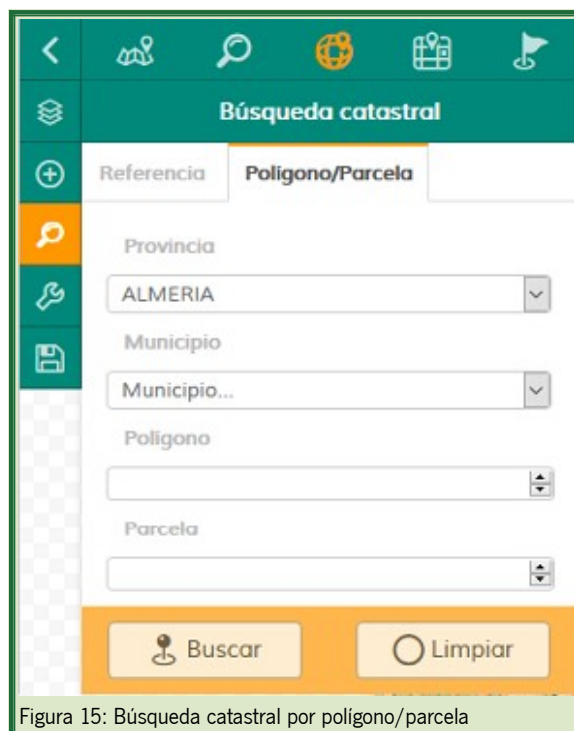 Búsqueda catastral
Referencia Polígono/Parcela
Provincia
ALMERIA
Municipio
Municipio...
Polígono
Parcela
Buscar Limpiar
Figura 15: Búsqueda catastral por polígono/parcela